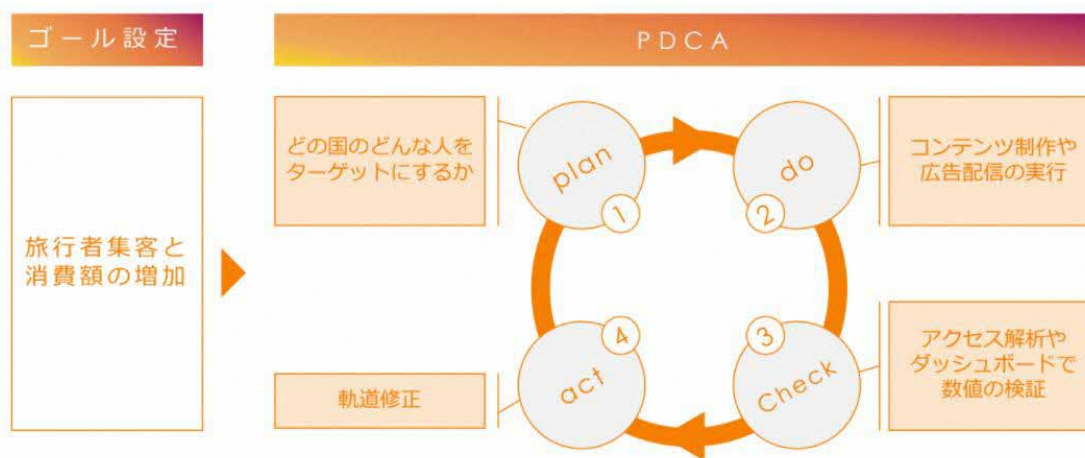 ゴール設定
PDCA
旅行者集客と
消費額の増加
どの国のどんな人を
ターゲットにするか
plan
1
do
2
コンテンツ制作や
広告配信の実行
Check
3
アクセス解析や
ダッシュボードで
数値の検証
act
4
軌道修正